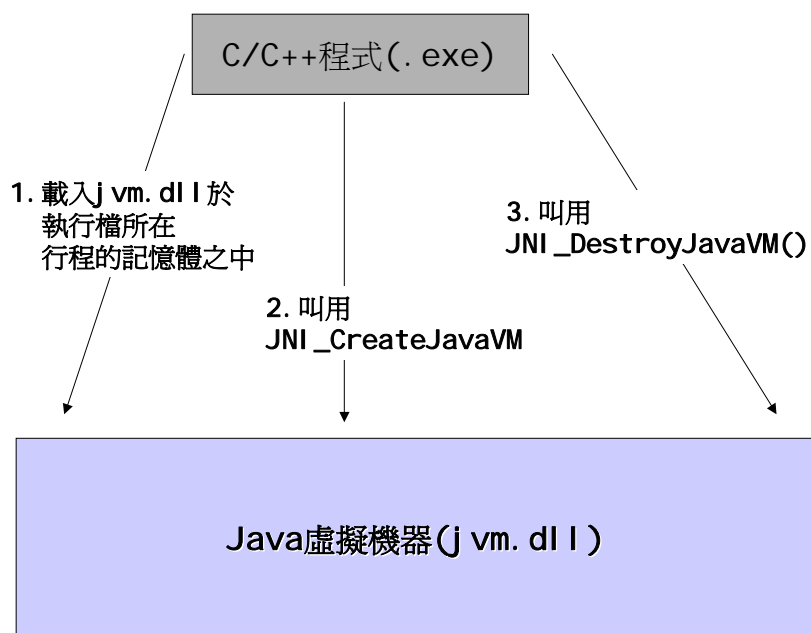 C/C++程式(.exe)
1.載入jvm.dll於
執行檔所在
行程的記憶體之中
3.叫用
JNI_DestroyJavaVM()
2.叫用
JNI_CreateJavaVM
Java虛擬機器(jvm.dll)